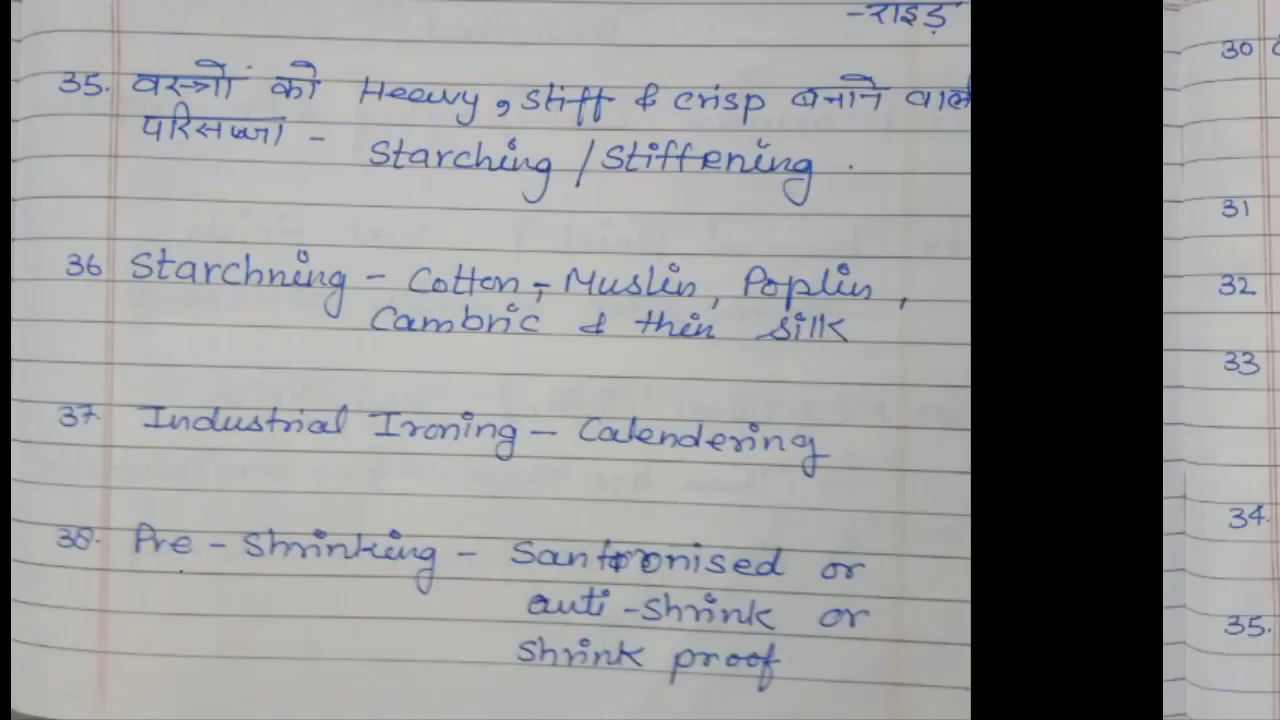 -राइड़
35. वस्त्रों को Heavy, stiff & crisp बनाने वाले
परिसज्जा - Starching / Stiffening.
36 Starchning - Cotton, - Muslin, Poplin,
Cambric & thin silk
37. Industrial Ironing - Calendering
38. Pre - Shrinking - Sanforonised or
anti - Shrink or
Shrink proof
30
31
32
33
34.
35.